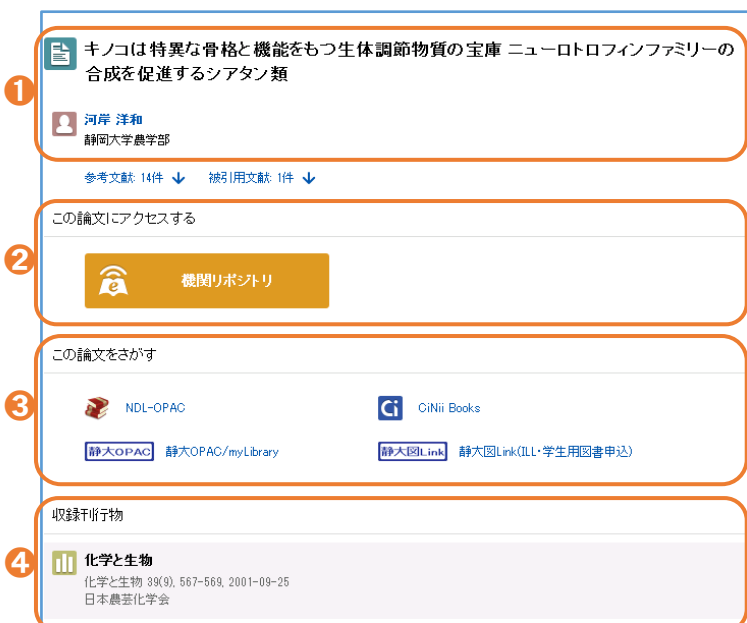 ❶
キノコは特異な骨格と機能をもつ生体調節物質の宝庫 ニューロトロフィンファミリーの
合成を促進するシアタン類
河岸 洋和
静岡大学農学部
参考文献: 14件 ↓ 被引用文献: 1件 ↓
❷
この論文にアクセスする
e 機関リポジトリ
❸
この論文をさがす
NDL-OPAC
Ci CiNii Books
静大OPAC 静大OPAC/myLibrary
静大図Link 静大図Link(ILL・学生用図書申込)
❹
収録刊行物
化学と生物
化学と生物 39(9), 567-569, 2001-09-25
日本農芸化学会